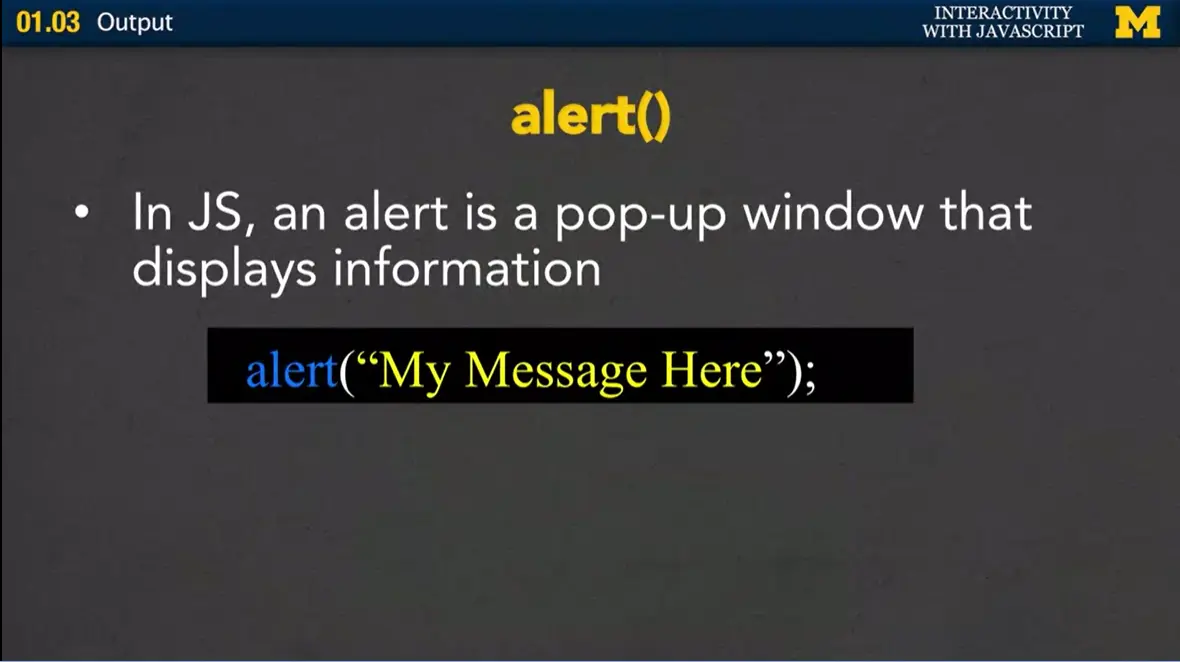 01.03 Output
INTERACTIVITY
WITH JAVASCRIPT
M
alert()
• In JS, an alert is a pop-up window that
displays information
alert(“My Message Here”);